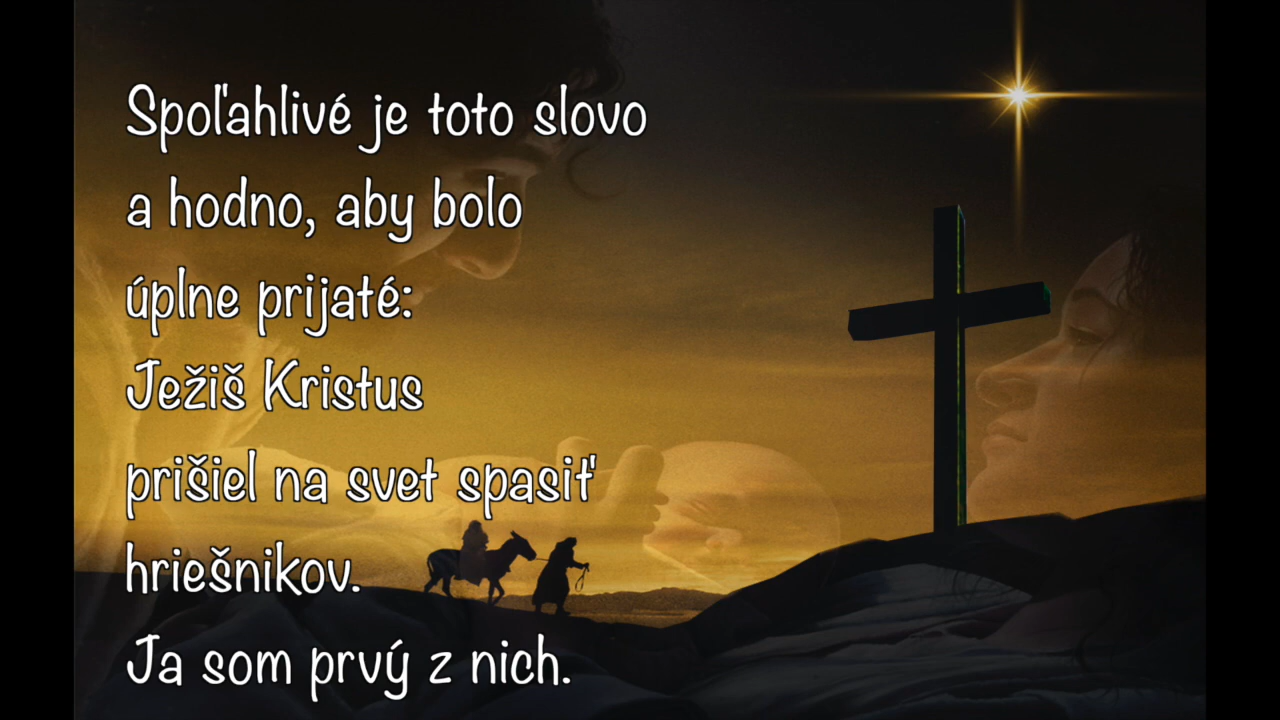 Spoľahlivé je toto slovo
a hodno, aby bolo
úplne prijaté:
Ježiš Kristus
prišiel na svet spasiť
hriešnikov.
Ja som prvý z nich.